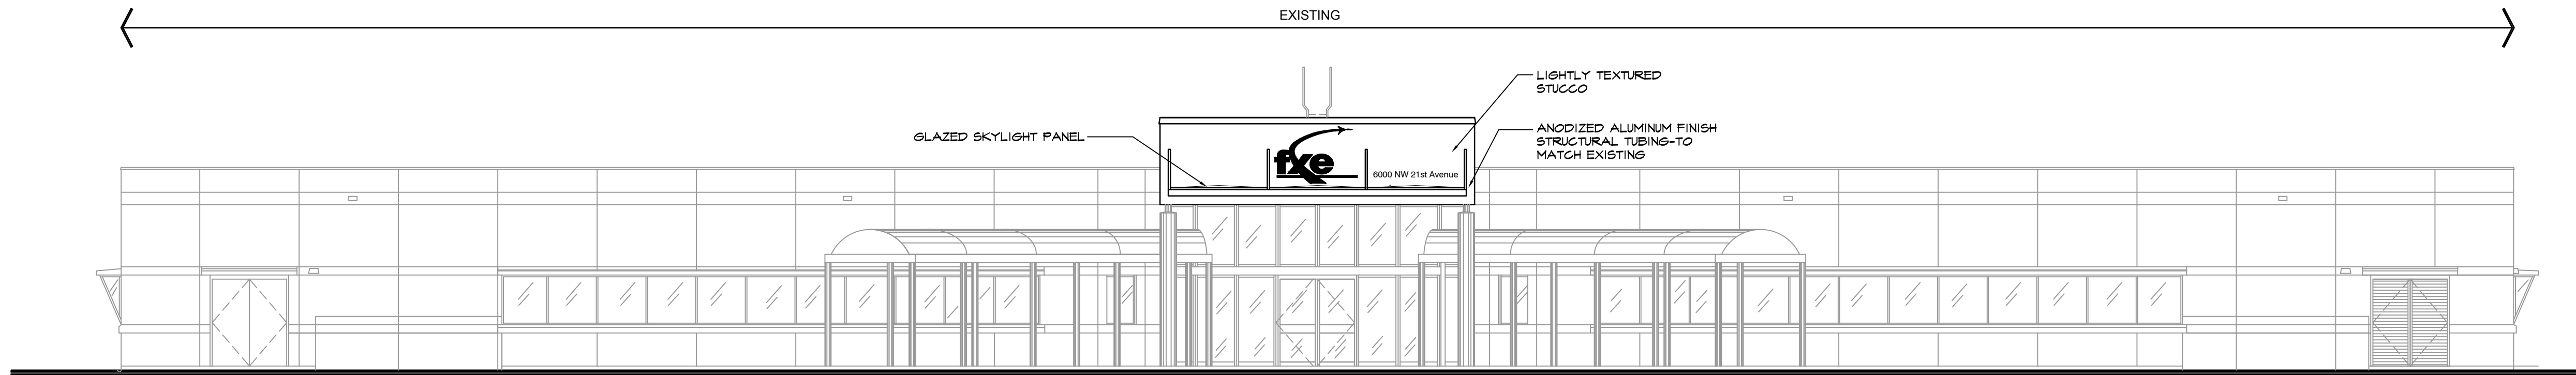 EXISTING
LIGHTLY TEXTURED
STUCCO
GLAZED SKYLIGHT PANEL
ANODIZED ALUMINUM FINISH
STRUCTURAL TUBING-TO
MATCH EXISTING
fxe
6000 NW 21st Avenue